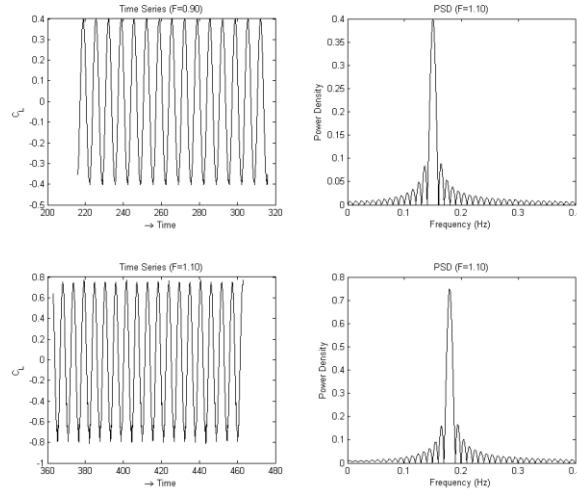 Time Series (F=0.90)
0.4
0.3
0.2
0.1
0
-0.1
-0.2
-0.3
-0.4
-0.5
C_L
200 220 240 260 280 300 320
→ Time
PSD (F=1.10)
0.4
0.35
0.3
0.25
0.2
0.15
0.1
0.05
0
Power Density
0 0.1 0.2 0.3 0.4
Frequency (Hz)
Time Series (F=1.10)
0.8
0.6
0.4
0.2
0
-0.2
-0.4
-0.6
-0.8
-1
C_L
360 380 400 420 440 460 480
→ Time
PSD (F=1.10)
0.8
0.7
0.6
0.5
0.4
0.3
0.2
0.1
0
Power Density
0 0.1 0.2 0.3 0.4
Frequency (Hz)